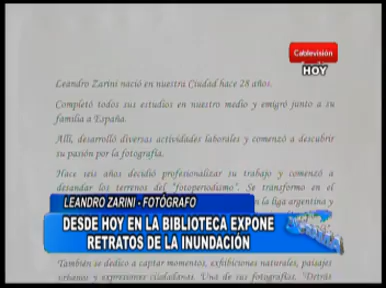 Cablevisión
HOY
Leandro Zarini nació en nuestra Ciudad hace 28 años.
Completó todos sus estudios en nuestro medio y emigró junto a su
familia a España.
Allí, desarrolló diversas actividades laborales y comenzó a descubrir
su pasión por la fotografía.
Hace seis años decidió profesionalizar su trabajo y comenzó a
desandar los terrenos del "fotoperiodismo". Se transformo en el
la liga argentina y
LEANDRO ZARINI - FOTÓGRAFO
DESDE HOY EN LA BIBLIOTECA EXPONE
RETRATOS DE LA INUNDACIÓN
También se dedico a captar momentos, exhibiciones naturales, paisajes
urbanos y expresiones ciudadanas. Una de sus fotografías, "Detrás